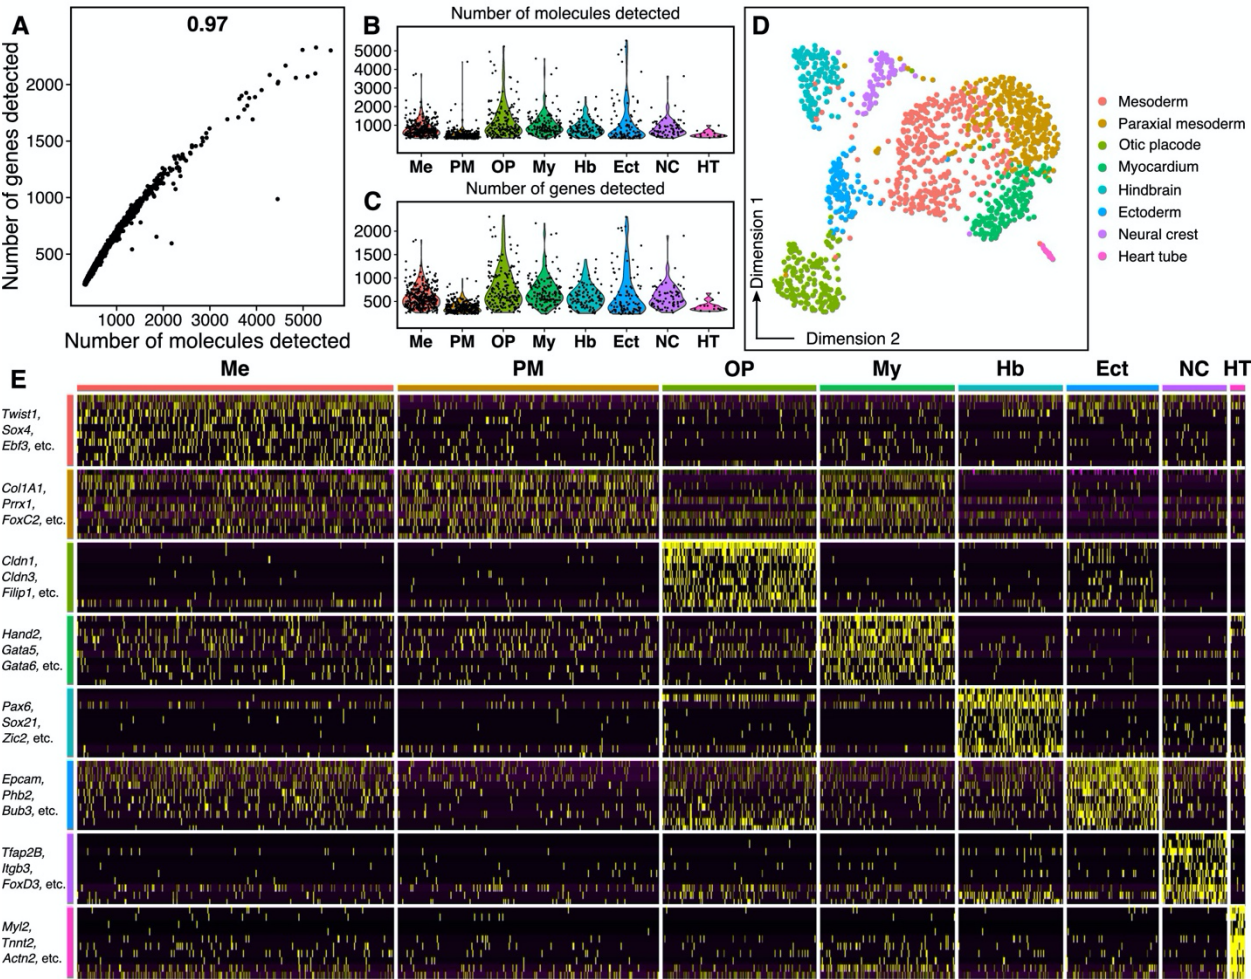 A
0.97
Number of genes detected
2000
1500
1000
500
1000 2000 3000 4000 5000
Number of molecules detected
B
Number of molecules detected
5000
4000
3000
2000
1000
Me PM OP My Hb Ect NC HT
C
Number of genes detected
2000
1500
1000
500
Me PM OP My Hb Ect NC HT
D
Dimension 1
Dimension 2
Mesoderm
Paraxial mesoderm
Otic placode
Myocardium
Hindbrain
Ectoderm
Neural crest
Heart tube
E
Me PM OP My Hb Ect NC HT
Twist1,
Sox4,
Ebf3, etc.
Col1A1,
Prrx1,
FoxC2, etc.
Cldn1,
Cldn3,
Filip1, etc.
Hand2,
Gata5,
Gata6, etc.
Pax6,
Sox21,
Zic2, etc.
Epcam,
Phb2,
Bub3, etc.
Tfap2B,
Itgb3,
FoxD3, etc.
Myl2,
Tnnt2,
Actn2, etc.